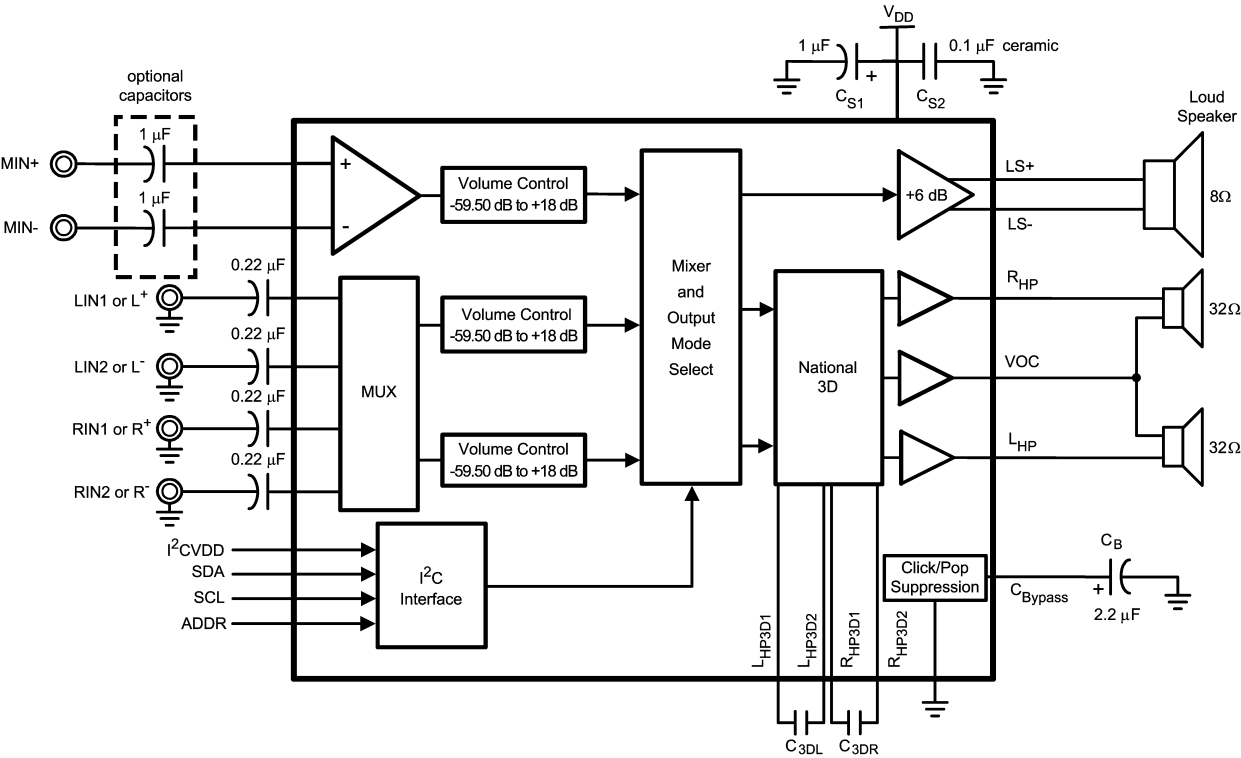 V_DD
1 µF
0.1 µF ceramic
+
C_S1
C_S2
optional
capacitors
1 µF
MIN+
1 µF
MIN-
+
-
Volume Control
-59.50 dB to +18 dB
+6 dB
LS+
LS-
Loud
Speaker
8Ω
0.22 µF
LIN1 or L⁺
0.22 µF
LIN2 or L⁻
0.22 µF
RIN1 or R⁺
0.22 µF
RIN2 or R⁻
MUX
Volume Control
-59.50 dB to +18 dB
Volume Control
-59.50 dB to +18 dB
Mixer
and
Output
Mode
Select
National
3D
R_HP
32Ω
VOC
L_HP
32Ω
I²CVDD
SDA
SCL
ADDR
I²C
Interface
Click/Pop
Suppression
C_Bypass
C_B
+
2.2 µF
L_HP3D1
L_HP3D2
R_HP3D1
R_HP3D2
C_3DL
C_3DR